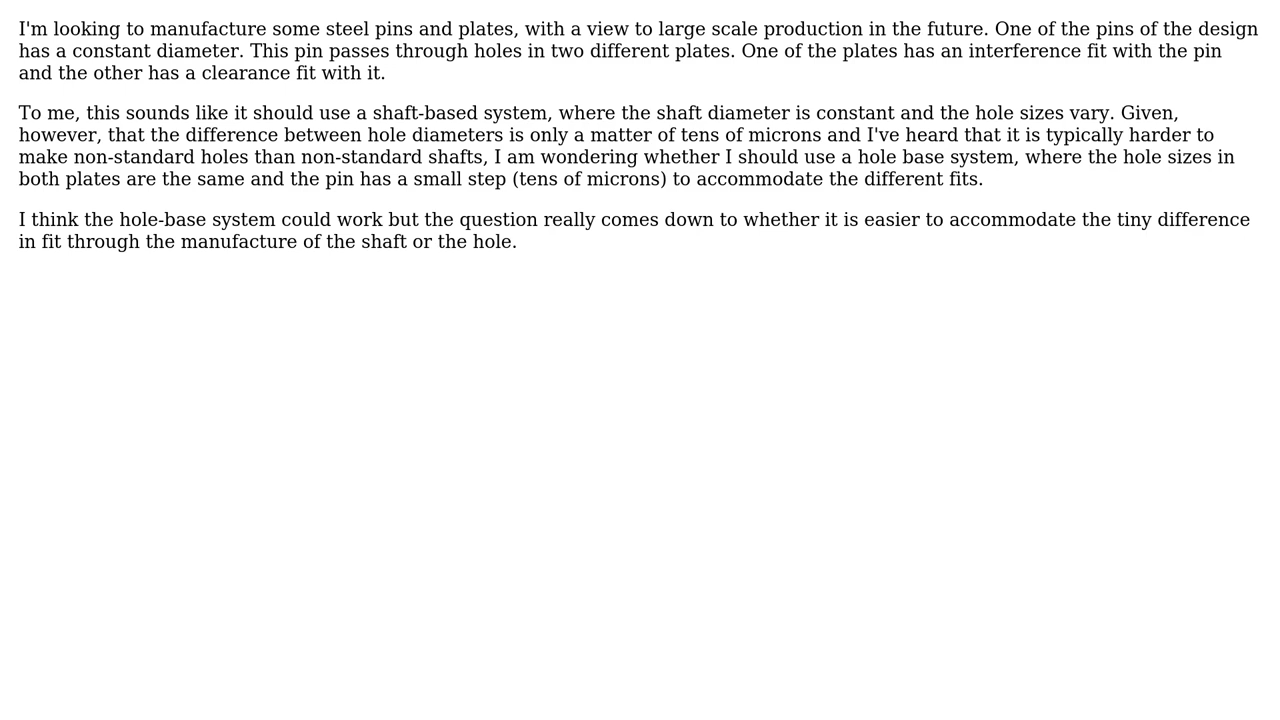 I'm looking to manufacture some steel pins and plates, with a view to large scale production in the future. One of the pins of the design
has a constant diameter. This pin passes through holes in two different plates. One of the plates has an interference fit with the pin
and the other has a clearance fit with it.
To me, this sounds like it should use a shaft-based system, where the shaft diameter is constant and the hole sizes vary. Given,
however, that the difference between hole diameters is only a matter of tens of microns and I've heard that it is typically harder to
make non-standard holes than non-standard shafts, I am wondering whether I should use a hole base system, where the hole sizes in
both plates are the same and the pin has a small step (tens of microns) to accommodate the different fits.
I think the hole-base system could work but the question really comes down to whether it is easier to accommodate the tiny difference
in fit through the manufacture of the shaft or the hole.